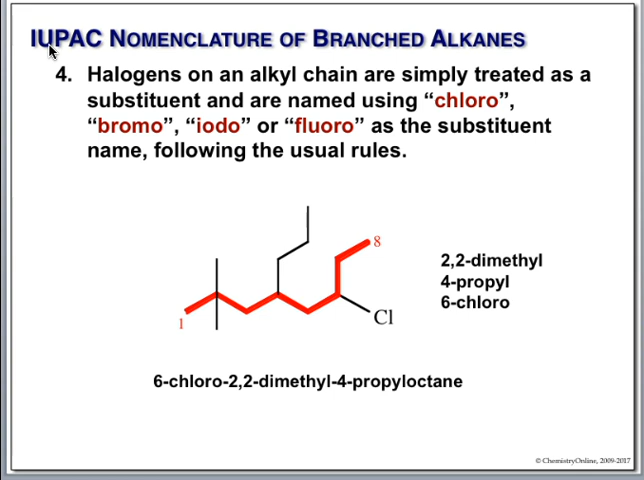 IUPAC NOMENCLATURE OF BRANCHED ALKANES
4. Halogens on an alkyl chain are simply treated as a
substituent and are named using “chloro”,
“bromo”, “iodo” or “fluoro” as the substituent
name, following the usual rules.
8
2,2-dimethyl
4-propyl
6-chloro
1
Cl
6-chloro-2,2-dimethyl-4-propyloctane
© ChemistryOnline, 2009-2017